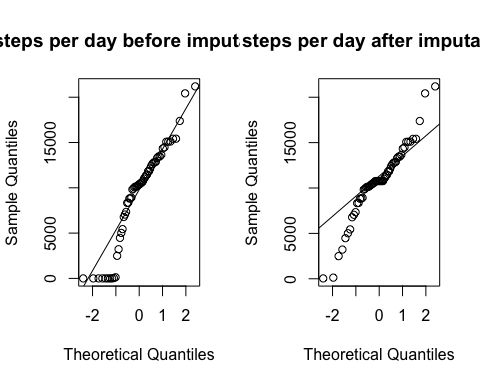 steps per day before imput
steps per day after imputa
Sample Quantiles
0 5000 15000
-2 0 1 2
Theoretical Quantiles
Sample Quantiles
0 5000 15000
-2 0 1 2
Theoretical Quantiles